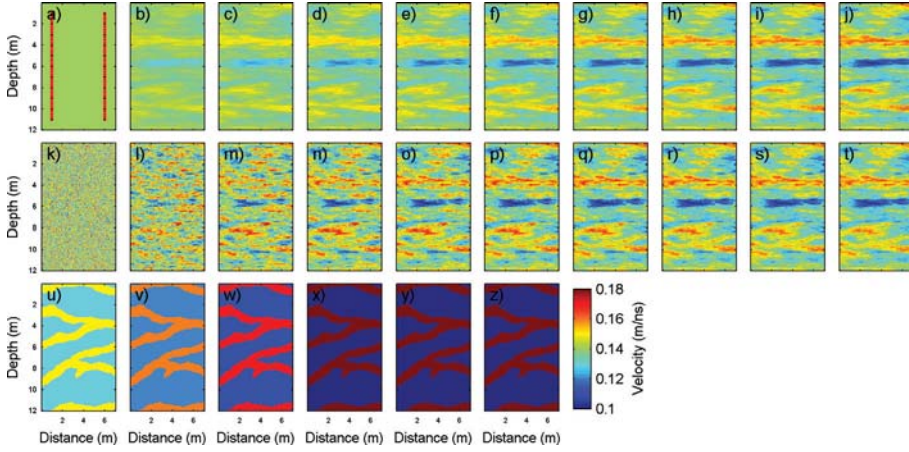 a) b) c) d) e) f) g) h) i) j)
Depth (m)
2
4
6
8
10
12
k) l) m) n) o) p) q) r) s) t)
Depth (m)
2
4
6
8
10
12
u) v) w) x) y) z)
Depth (m)
2
4
6
8
10
12
2 4 6 2 4 6 2 4 6 2 4 6 2 4 6 2 4 6
Distance (m) Distance (m) Distance (m) Distance (m) Distance (m) Distance (m)
0.18
0.16
0.14
0.12
0.1
Velocity (m/ns)